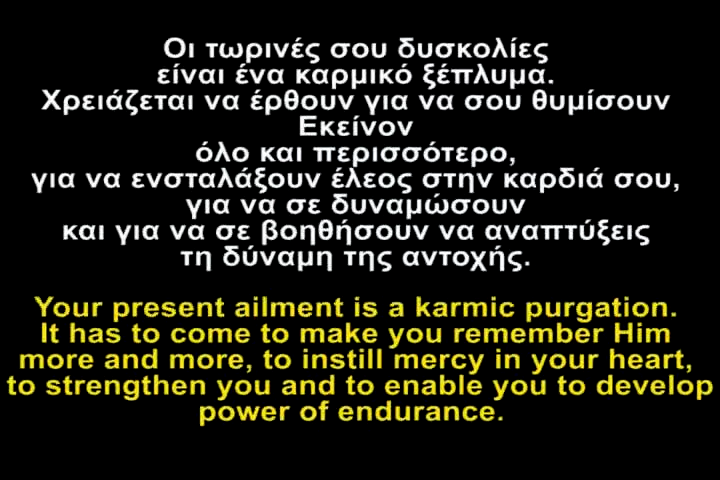 Οι τωρινές σου δυσκολίες
είναι ένα καρμικό ξέπλυμα.
Χρειάζεται να έρθουν για να σου θυμίσουν
Εκείνον
όλο και περισσότερο,
για να ενσταλάξουν έλεος στην καρδιά σου,
για να σε δυναμώσουν
και για να σε βοηθήσουν να αναπτύξεις
τη δύναμη της αντοχής.
Your present ailment is a karmic purgation.
It has to come to make you remember Him
more and more, to instill mercy in your heart,
to strengthen you and to enable you to develop
power of endurance.